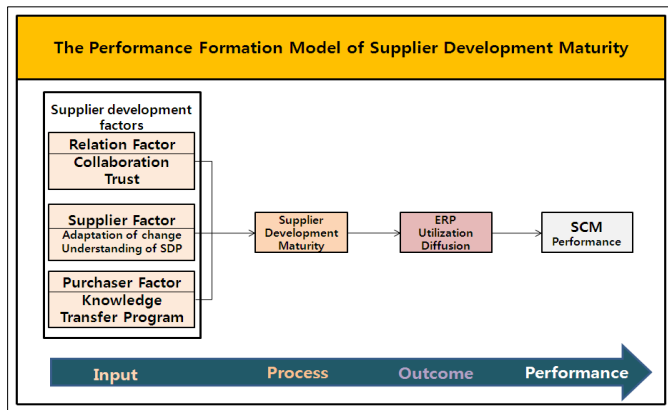 The Performance Formation Model of Supplier Development Maturity
Supplier development
factors
Relation Factor
Collaboration
Trust
Supplier Factor
Adaptation of change
Understanding of SDP
Purchaser Factor
Knowledge
Transfer Program
Supplier
Development
Maturity
ERP
Utilization
Diffusion
SCM
Performance
Input
Process
Outcome
Performance